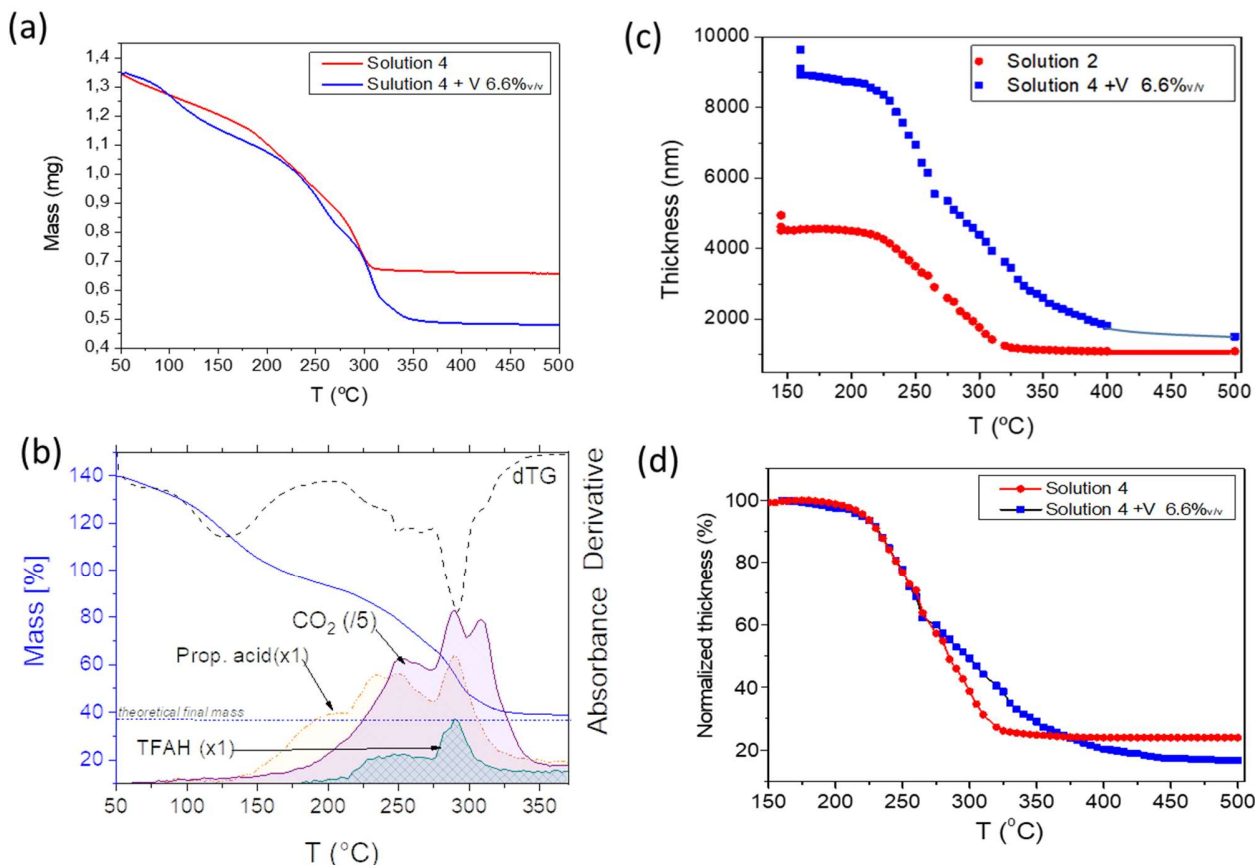 (a)
1,4
1,3
1,2
1,1
1,0
0,9
0,8
0,7
0,6
0,5
0,4
Mass (mg)
Solution 4
Sulution 4 + V 6.6%v/v
50 100 150 200 250 300 350 400 450 500
T (ºC)
(c)
10000
8000
6000
4000
2000
Thickness (nm)
Solution 2
Solution 4 +V 6.6%v/v
150 200 250 300 350 400 450 500
T (ºC)
(b)
140
120
100
80
60
40
20
Mass [%]
dTG
CO2 (/5)
Prop. acid(x1)
theoretical final mass
TFAH (x1)
Absorbance Derivative
50 100 150 200 250 300 350
T (°C)
(d)
100
80
60
40
20
Normalized thickness (%)
Solution 4
Solution 4 +V 6.6%v/v
150 200 250 300 350 400 450 500
T (°C)